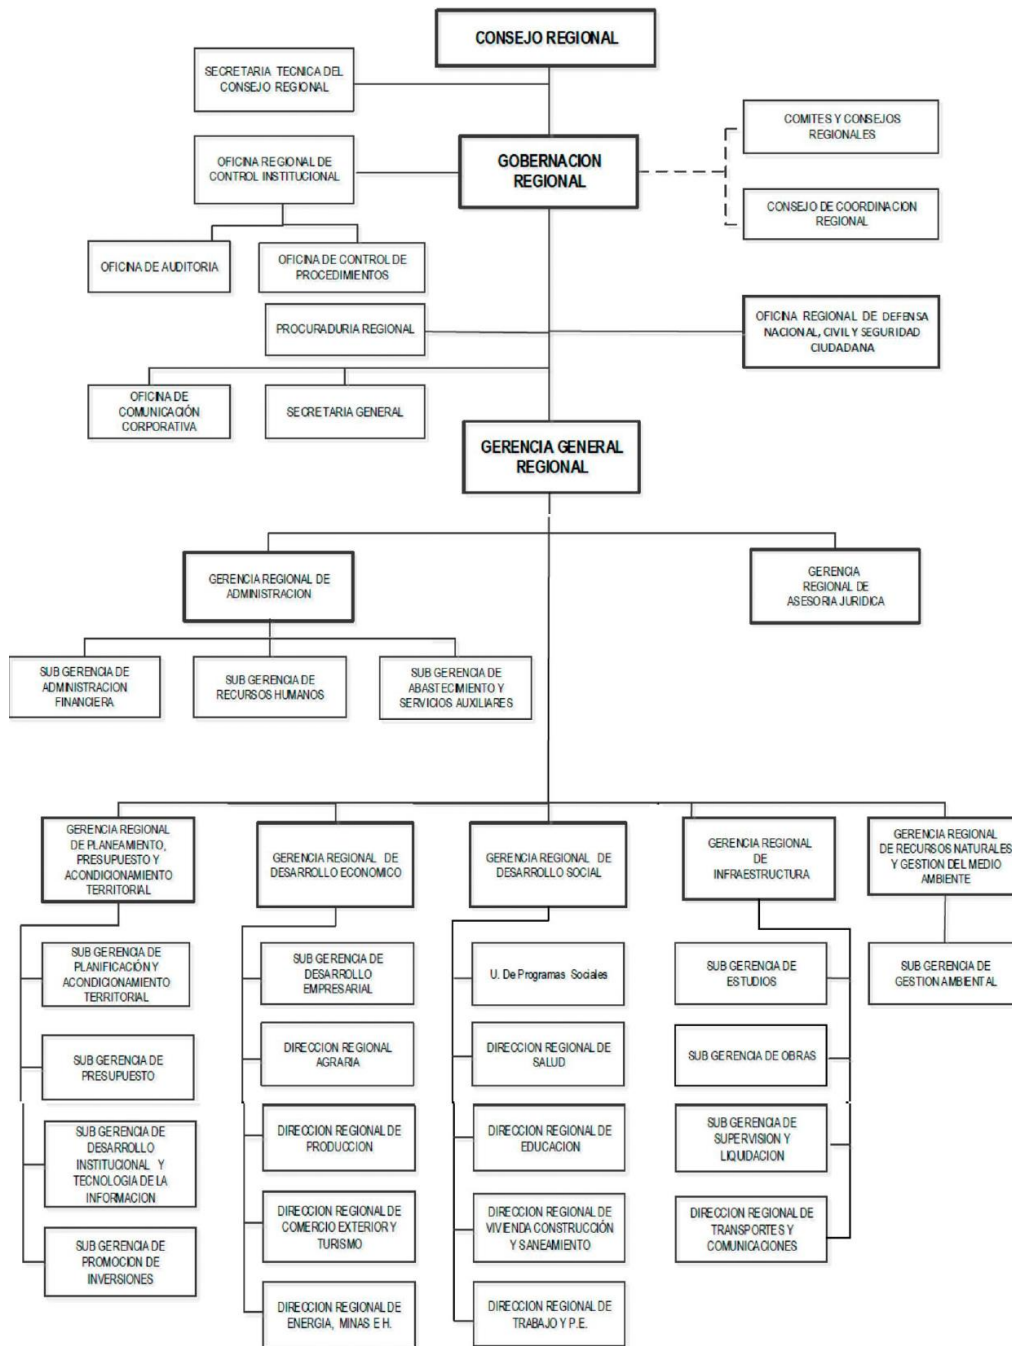 CONSEJO REGIONAL
SECRETARIA TECNICA DEL
CONSEJO REGIONAL
COMITES Y CONSEJOS
REGIONALES
OFICINA REGIONAL DE
CONTROL INSTITUCIONAL
GOBERNACION
REGIONAL
CONSEJO DE COORDINACION
REGIONAL
OFICINA DE AUDITORIA
OFICINA DE CONTROL DE
PROCEDIMIENTOS
PROCURADURIA REGIONAL
OFICINA REGIONAL DE DEFENSA
NACIONAL, CIVIL Y SEGURIDAD
CIUDADANA
OFICINA DE
COMUNICACIÓN
CORPORATIVA
SECRETARIA GENERAL
GERENCIA GENERAL
REGIONAL
GERENCIA REGIONAL DE
ADMINISTRACION
GERENCIA
REGIONAL DE
ASESORIA JURIDICA
SUB GERENCIA DE
ADMINISTRACION
FINANCIERA
SUB GERENCIA DE
RECURSOS HUMANOS
SUB GERENCIA DE
ABASTECIMIENTO Y
SERVICIOS AUXILIARES
GERENCIA REGIONAL
DE PLANEAMIENTO,
PRESUPUESTO Y
ACONDICIONAMIENTO
TERRITORIAL
GERENCIA REGIONAL DE
DESARROLLO ECONOMICO
GERENCIA REGIONAL DE
DESARROLLO SOCIAL
GERENCIA REGIONAL
DE
INFRAESTRUCTURA
GERENCIA REGIONAL
DE RECURSOS NATURALES
Y GESTION DEL MEDIO
AMBIENTE
SUB GERENCIA DE
PLANIFICACIÓN Y
ACONDICIONAMIENTO
TERRITORIAL
SUB GERENCIA DE
DESARROLLO
EMPRESARIAL
U. De Programas Sociales
SUB GERENCIA DE
ESTUDIOS
SUB GERENCIA DE
GESTION AMBIENTAL
SUB GERENCIA DE
PRESUPUESTO
DIRECCION REGIONAL
AGRARIA
DIRECCION REGIONAL DE
SALUD
SUB GERENCIA DE OBRAS
SUB GERENCIA DE
DESARROLLO
INSTITUCIONAL Y
TECNOLOGIA DE LA
INFORMACION
DIRECCION REGIONAL DE
PRODUCCION
DIRECCION REGIONAL DE
EDUCACION
SUB GERENCIA DE
SUPERVISION Y
LIQUIDACION
SUB GERENCIA DE
PROMOCION DE
INVERSIONES
DIRECCION REGIONAL DE
COMERCIO EXTERIOR Y
TURISMO
DIRECCION REGIONAL DE
VIVIENDA CONSTRUCCIÓN
Y SANEAMIENTO
DIRECCION REGIONAL DE
TRANSPORTES Y
COMUNICACIONES
DIRECCION REGIONAL DE
ENERGIA, MINAS E H.
DIRECCION REGIONAL DE
TRABAJO Y P.E.